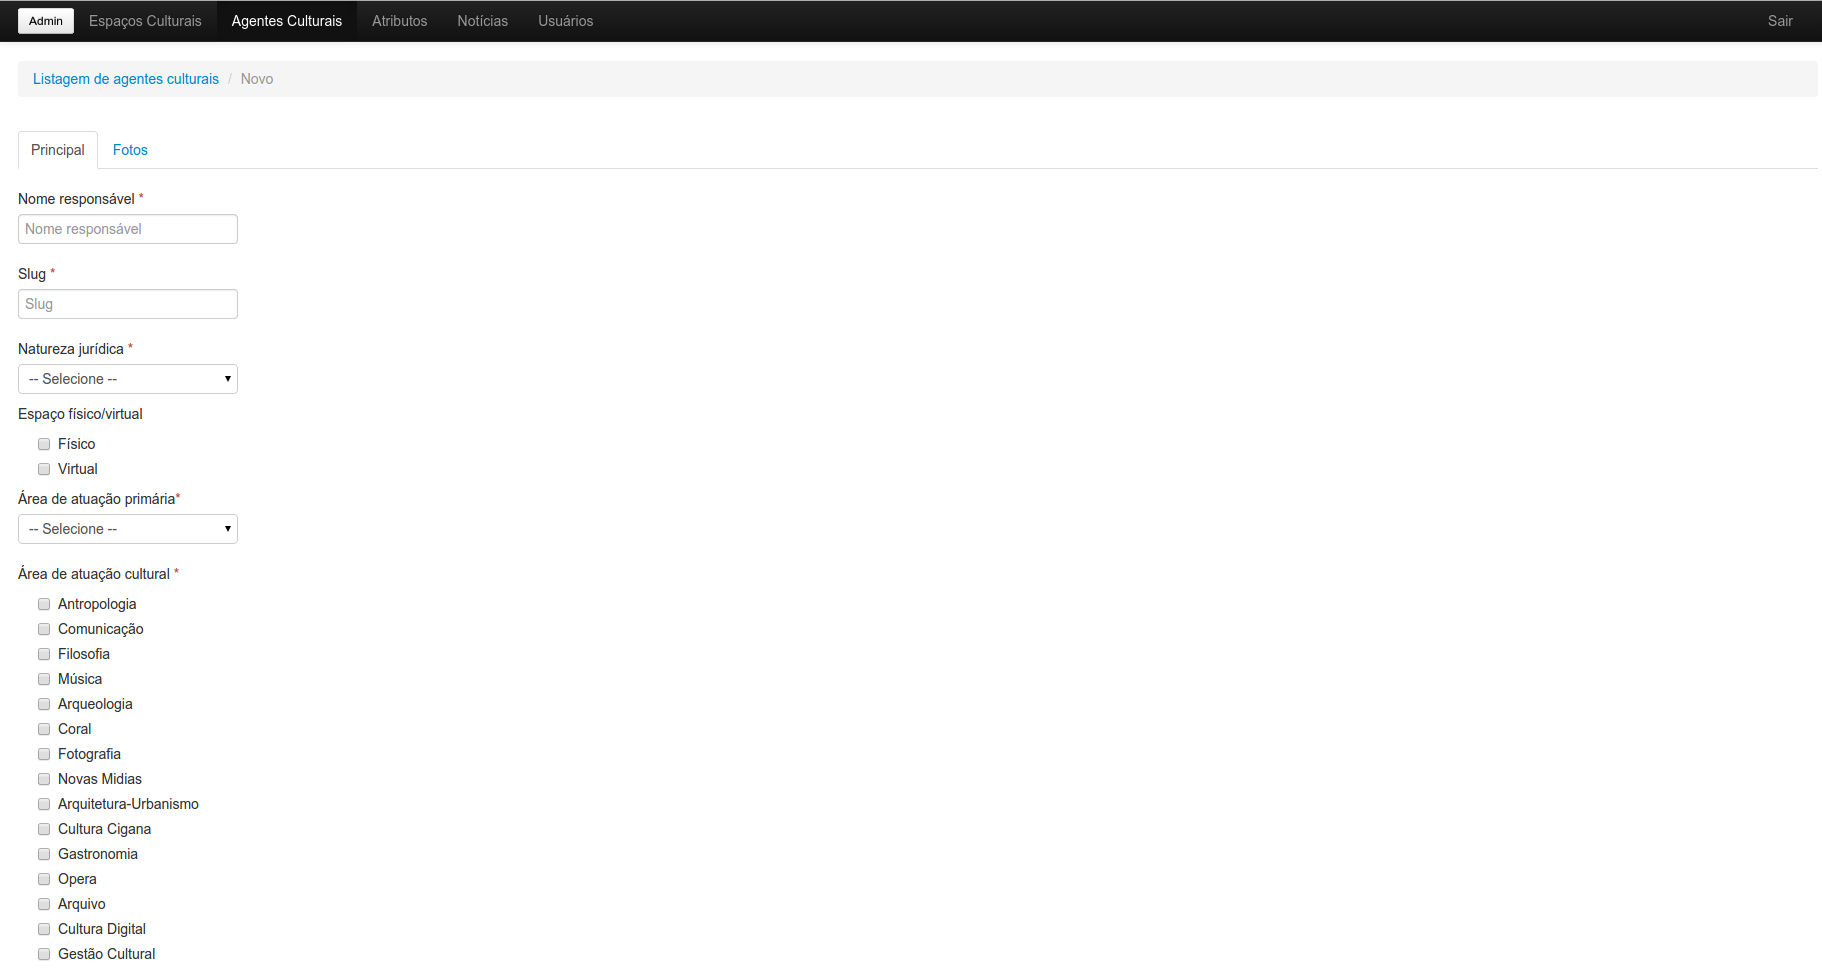 Admin Espaços Culturais Agentes Culturais Atributos Notícias Usuários Sair
Listagem de agentes culturais / Novo
Principal Fotos
Nome responsável *
Nome responsável
Slug *
Slug
Natureza jurídica *
-- Selecione --
Espaço físico/virtual
Físico
Virtual
Área de atuação primária*
-- Selecione --
Área de atuação cultural *
Antropologia
Comunicação
Filosofia
Música
Arqueologia
Coral
Fotografia
Novas Midias
Arquitetura-Urbanismo
Cultura Cigana
Gastronomia
Opera
Arquivo
Cultura Digital
Gestão Cultural